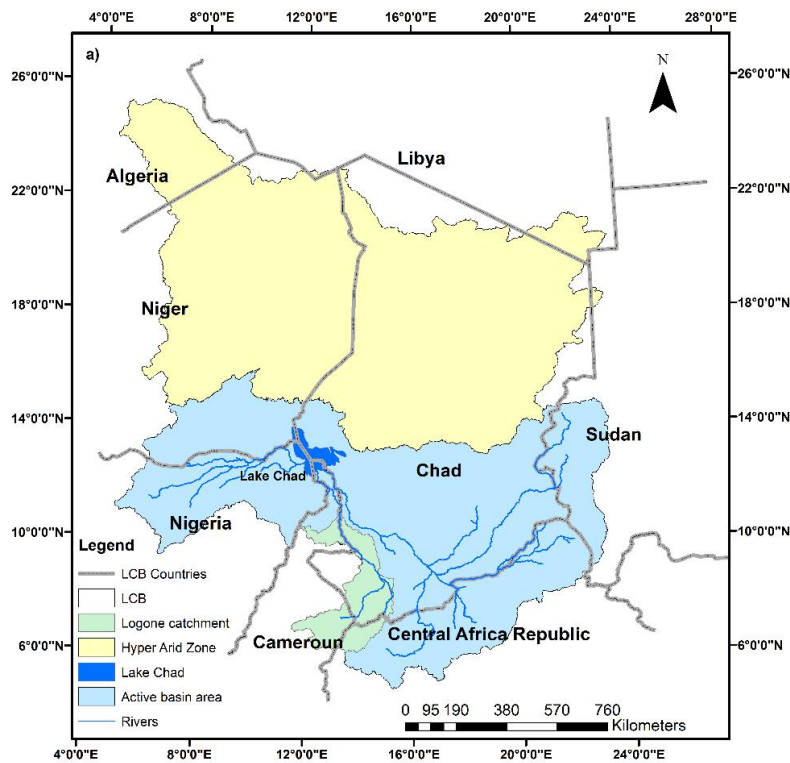 4°0'0"E 8°0'0"E 12°0'0"E 16°0'0"E 20°0'0"E 24°0'0"E 28°0'0"E
a)
N
26°0'0"N 26°0'0"N
Libya
Algeria
22°0'0"N 22°0'0"N
Niger
18°0'0"N 18°0'0"N
14°0'0"N 14°0'0"N
Sudan
Chad
Lake Chad
Nigeria
10°0'0"N 10°0'0"N
Legend
LCB Countries
LCB
Logone catchment
Hyper Arid Zone
Lake Chad
Active basin area
Rivers
Cameroun
Central Africa Republic
6°0'0"N 6°0'0"N
0 95 190 380 570 760
Kilometers
4°0'0"E 8°0'0"E 12°0'0"E 16°0'0"E 20°0'0"E 24°0'0"E